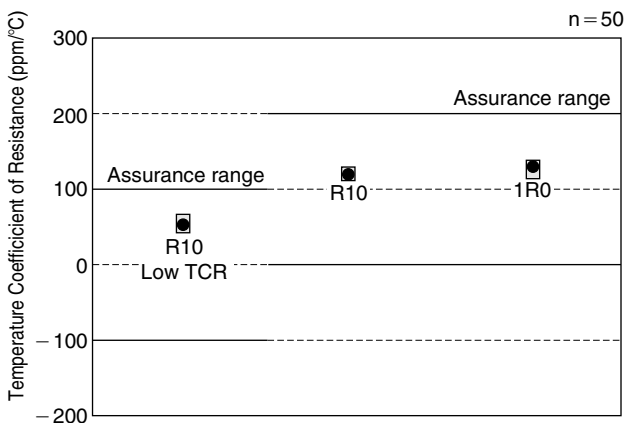 n=50
Temperature Coefficicient of Resistance (ppm/°C)
300
200
100
0
−100
−200
Assurance range
Assurance range
R10
Low TCR
R10
1R0